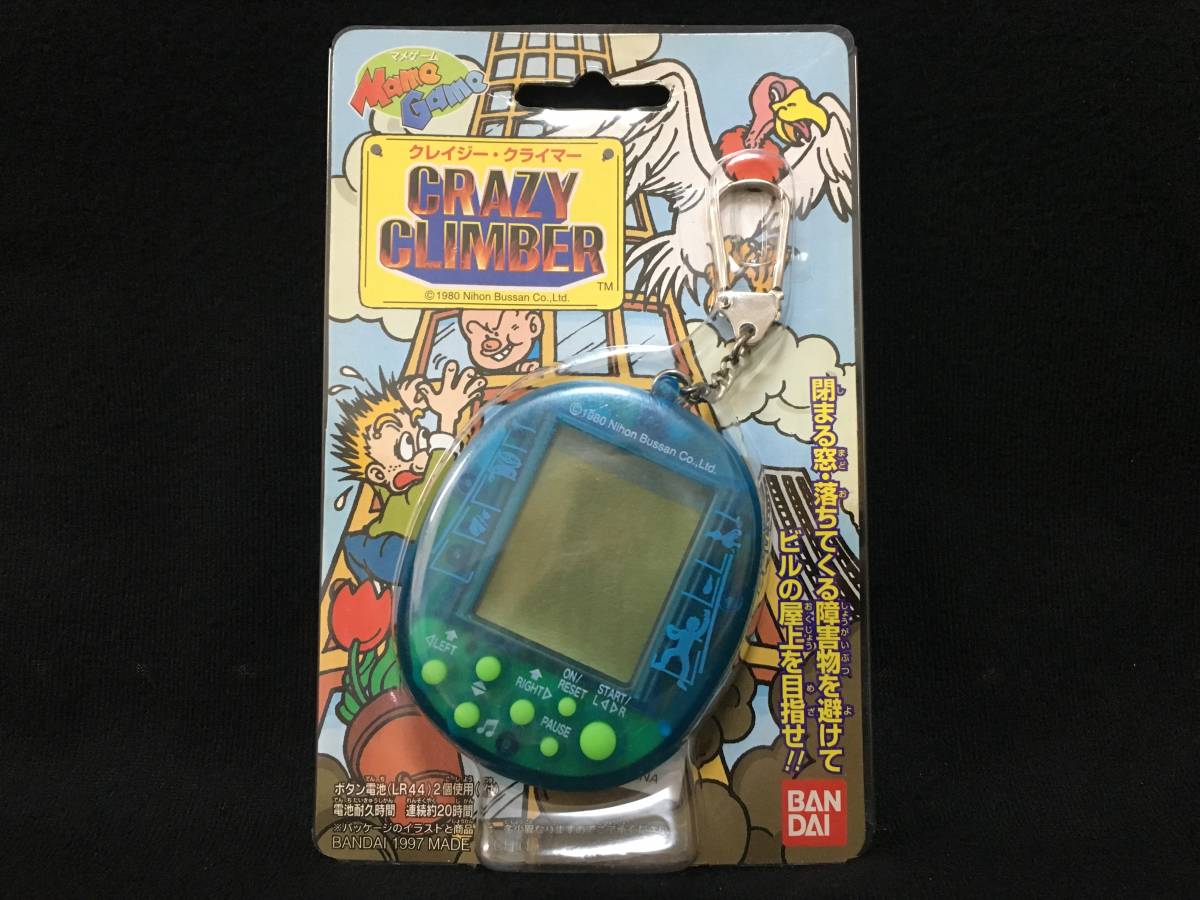 マメゲーム
Mame Game
クレイジー・クライマー
CRAZY
CLIMBER
TM
©1980 Nihon Bussan Co.,Ltd.
©1980 Nihon Bussan Co.,Ltd.
閉まる窓・落ちてくる障害物を避けて
ビルの屋上を目指せ!!
LEFT
RIGHT
ON/
RESET
START/
L R
PAUSE
ボタン電池(LR44)2個使用(
電池耐久時間 連続約20時間
※パッケージのイラストと商品
BANDAI 1997 MADE
BAN
DAI